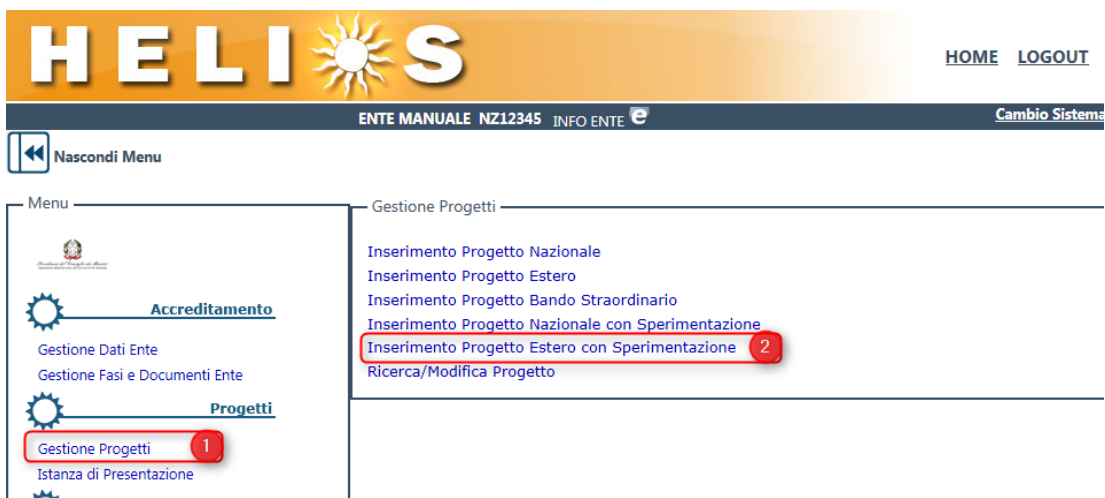 HELIOS
HOME LOGOUT
ENTE MANUALE NZ12345 INFO ENTE
Cambio Sistema
Nascondi Menu
Menu
Accreditamento
Gestione Dati Ente
Gestione Fasi e Documenti Ente
Progetti
Gestione Progetti 1
Istanza di Presentazione
Gestione Progetti
Inserimento Progetto Nazionale
Inserimento Progetto Estero
Inserimento Progetto Bando Straordinario
Inserimento Progetto Nazionale con Sperimentazione
Inserimento Progetto Estero con Sperimentazione 2
Ricerca/Modifica Progetto